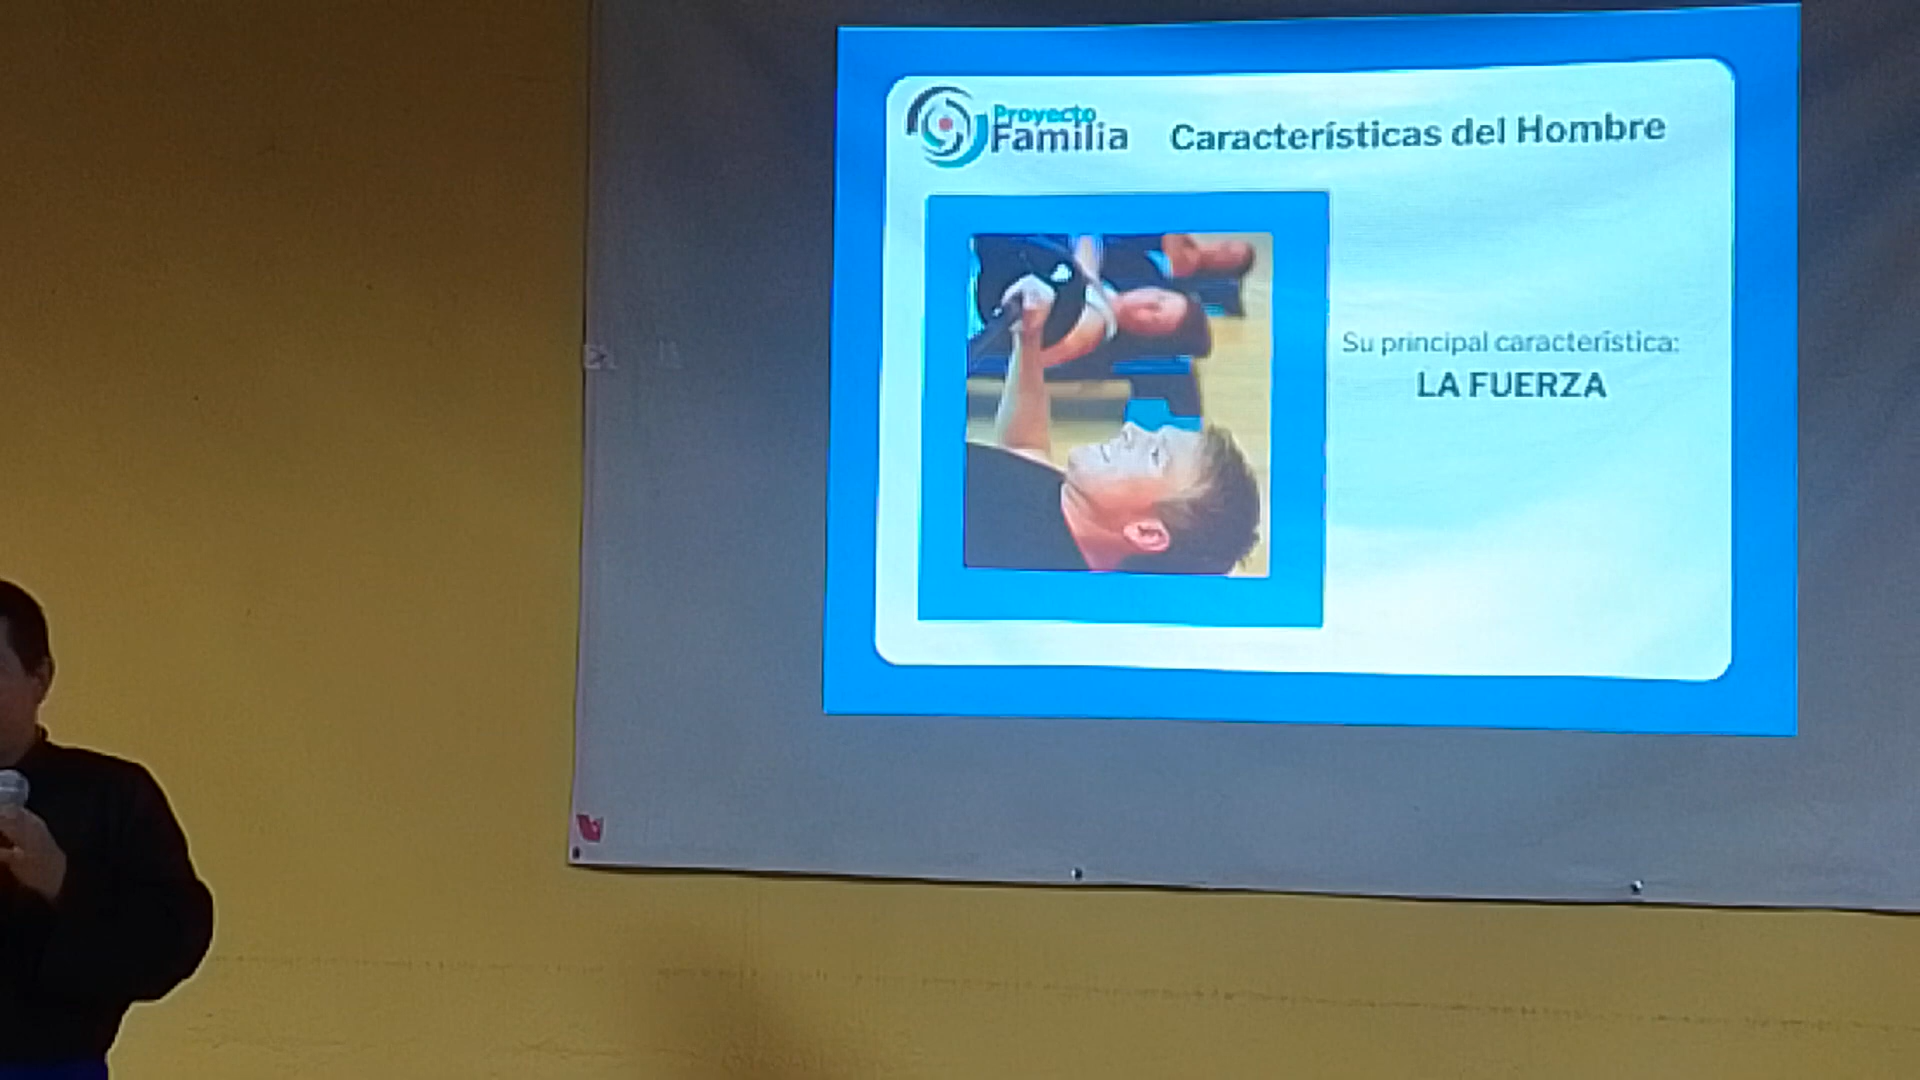 Proyecto
Familia
Características del Hombre
Su principal característica:
LA FUERZA